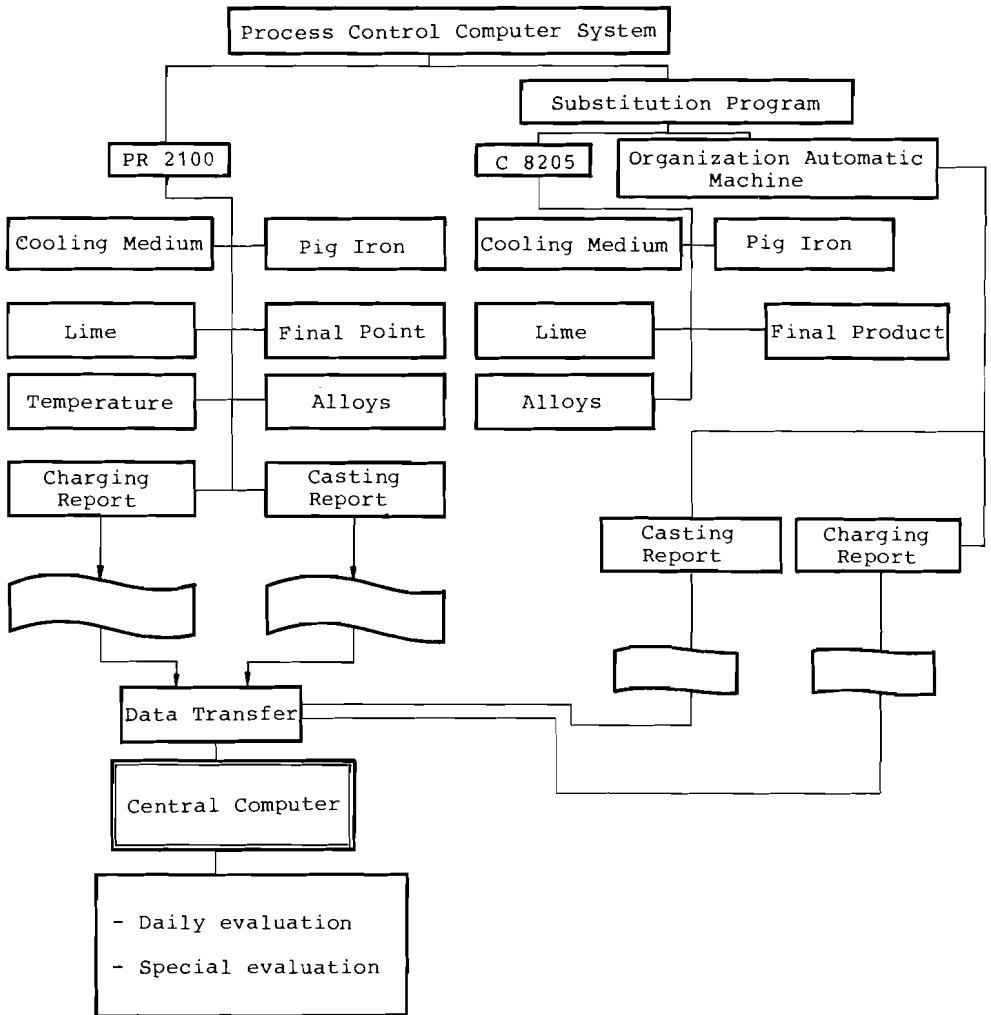 Process Control Computer System
Substitution Program
PR 2100
C 8205
Organization Automatic
Machine
Cooling Medium
Pig Iron
Cooling Medium
Pig Iron
Lime
Final Point
Lime
Final Product
Temperature
Alloys
Alloys
Charging
Report
Casting
Report
Casting
Report
Charging
Report
Data Transfer
Central Computer
- Daily evaluation
- Special evaluation